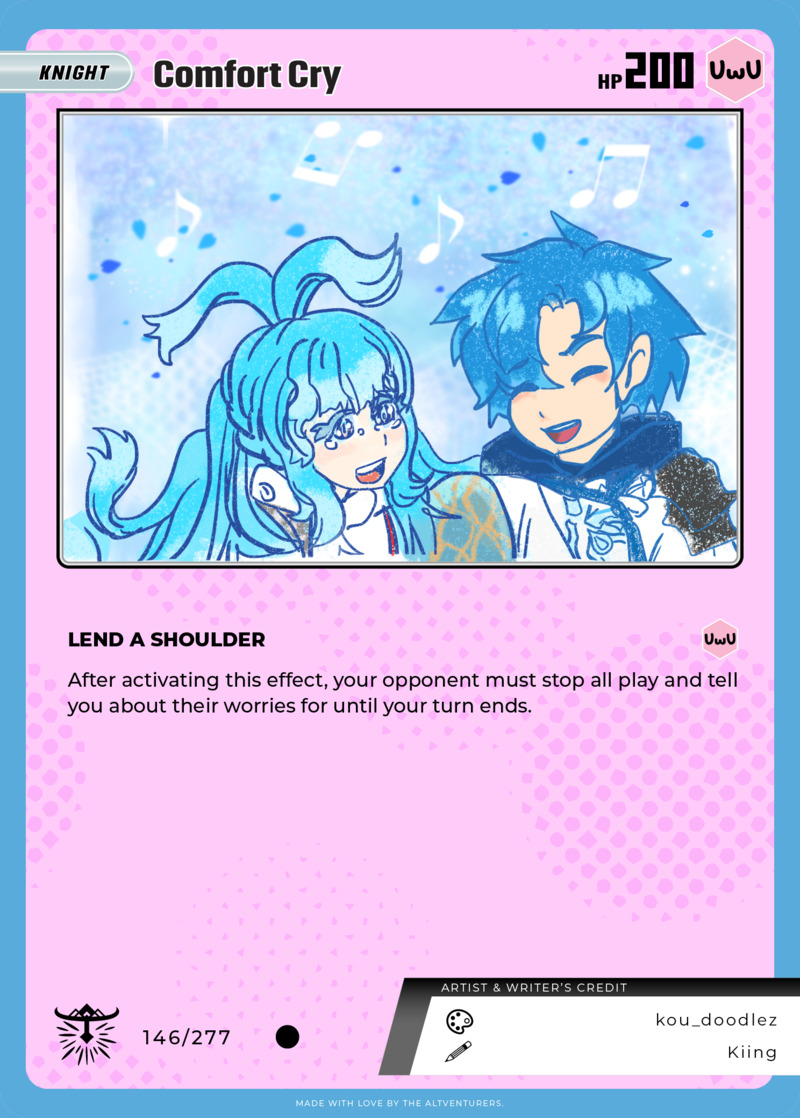 KNIGHT
Comfort Cry
HP 200
UwU
LEND A SHOULDER
UwU
After activating this effect, your opponent must stop all play and tell
you about their worries for until your turn ends.
ARTIST & WRITER'S CREDIT
kou_doodlez
146/277
Kiing
MADE WITH LOVE BY THE ALTVENTURERS.